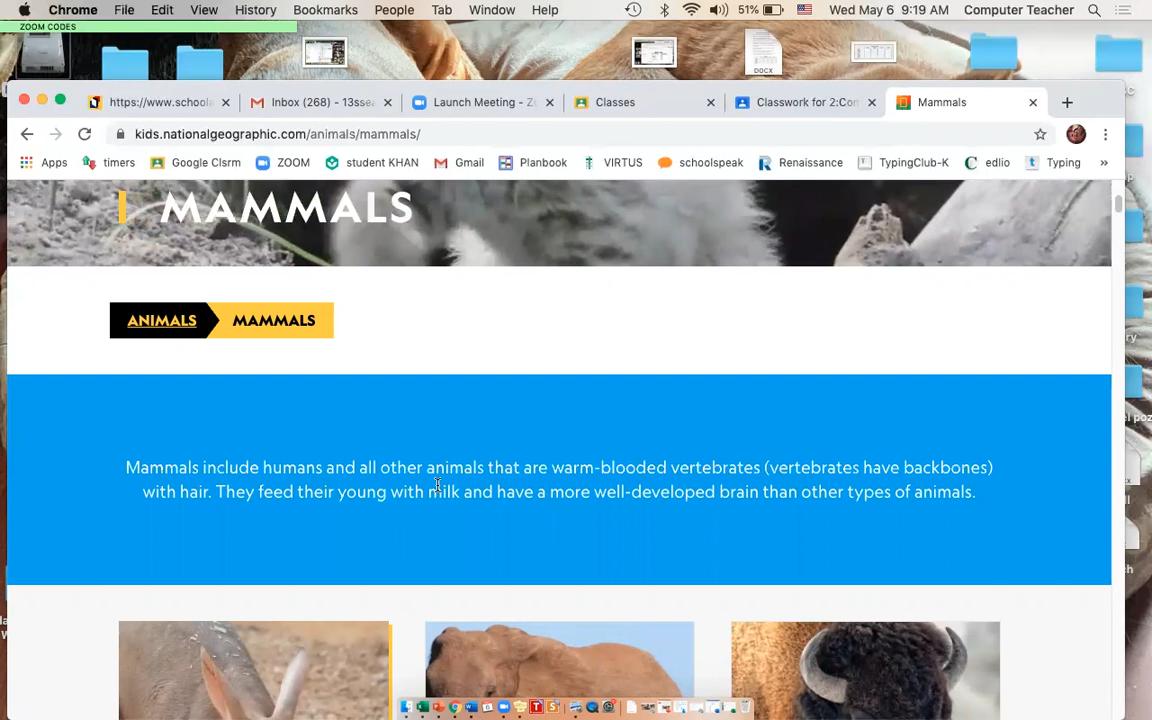 Chrome File Edit View History Bookmarks People Tab Window Help 51% Wed May 6 9:19 AM Computer Teacher
ZOOM CODES
DOCX
https://www.schoola Inbox (268) - 13ssea Launch Meeting - Z Classes Classwork for 2:Con Mammals
kids.nationalgeographic.com/animals/mammals/
Apps timers Google Clsrm ZOOM student KHAN Gmail Planbook VIRTUS schoolspeak Renaissance TypingClub-K edlio Typing »
MAMMALS
ANIMALS MAMMALS
Mammals include humans and all other animals that are warm-blooded vertebrates (vertebrates have backbones)
with hair. They feed their young with milk and have a more well-developed brain than other types of animals.